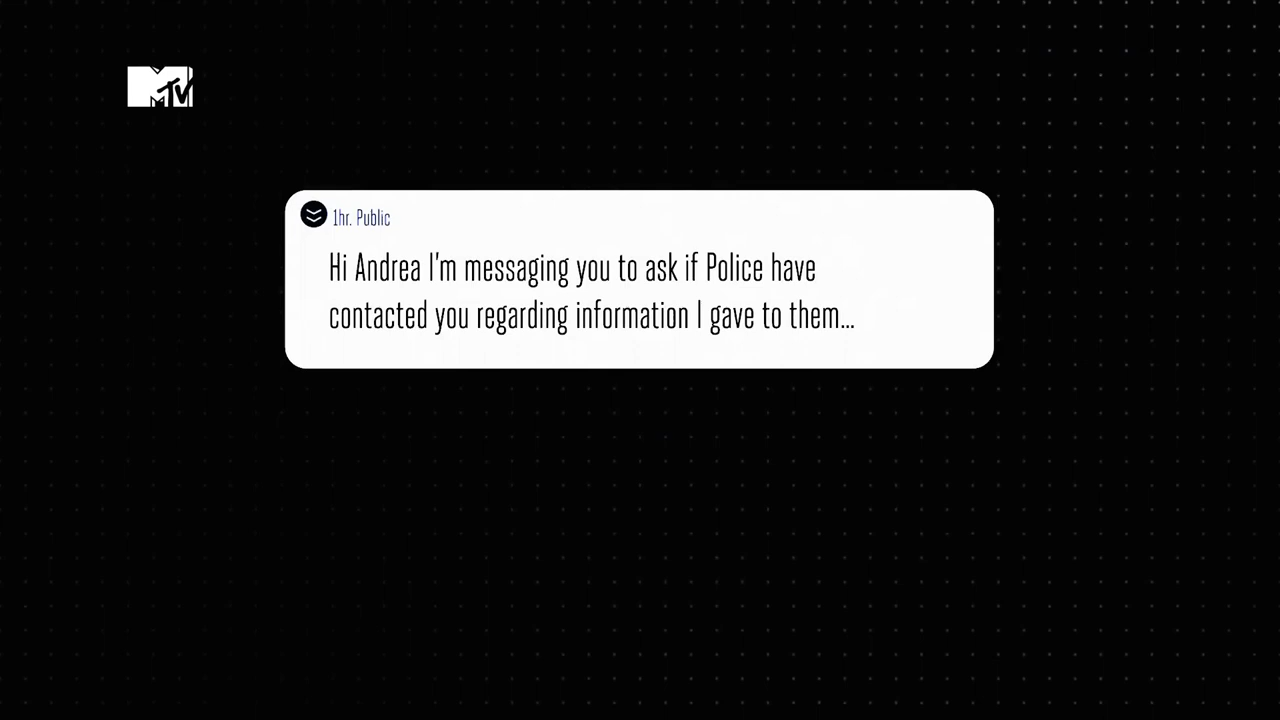 MTV
1hr. Public
Hi Andrea I'm messaging you to ask if Police have
contacted you regarding information I gave to them...